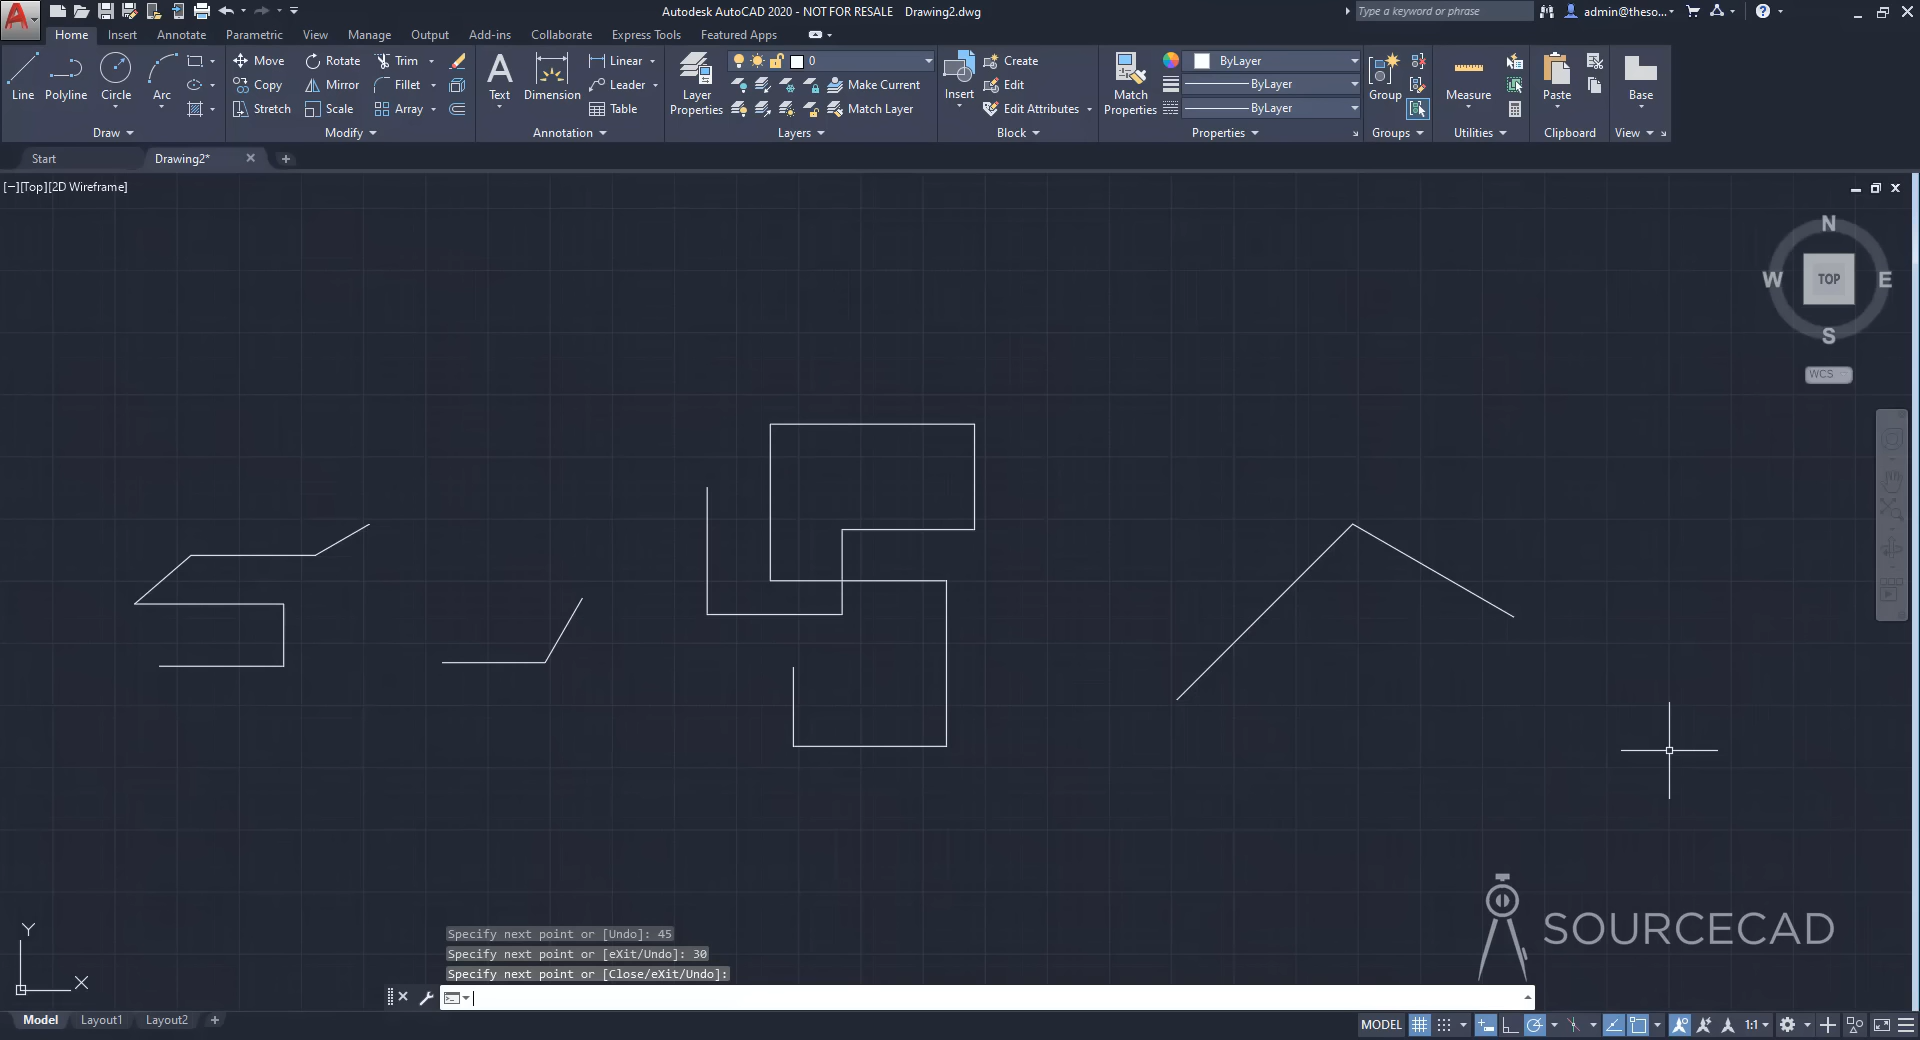 Autodesk AutoCAD 2020 - NOT FOR RESALE Drawing2.dwg
Type a keyword or phrase
admin@theso...
Home Insert Annotate Parametric View Manage Output Add-ins Collaborate Express Tools Featured Apps
Line Polyline Circle Arc
Draw
Move Rotate Trim
Copy Mirror Fillet
Stretch Scale Array
Modify
Text Dimension
Linear
Leader
Table
Annotation
Layer Properties
0
Make Current
Match Layer
Layers
Insert
Create
Edit
Edit Attributes
Block
Match Properties
ByLayer
ByLayer
ByLayer
Properties
Group
Groups
Measure
Utilities
Paste
Clipboard
Base
View
Start Drawing2*
[−][Top][2D Wireframe]
N
W TOP E
S
WCS
SOURCECAD
Y
X
Specify next point or [Undo]: 45
Specify next point or [eXit/Undo]: 30
Specify next point or [Close/eXit/Undo]:
Model Layout1 Layout2
MODEL 1:1